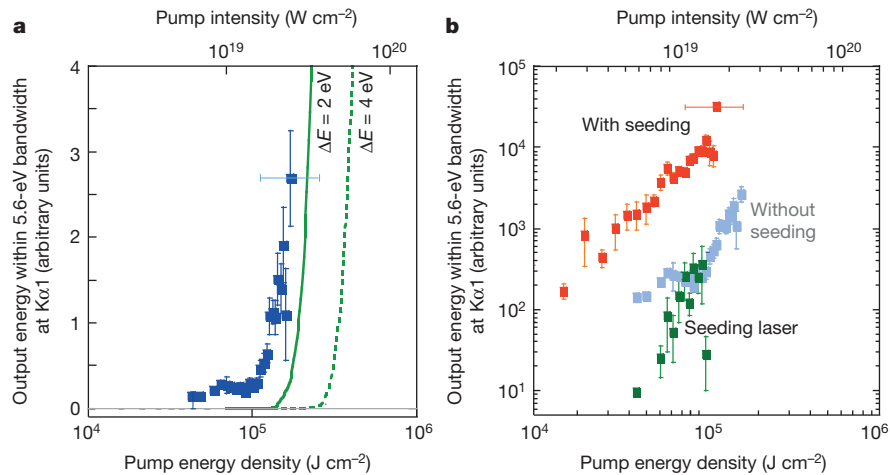 a
Pump intensity (W cm⁻²)
10¹⁹
10²⁰
4
3
2
1
0
Output energy within 5.6-eV bandwidth
at Kα1 (arbitrary units)
ΔE = 2 eV
ΔE = 4 eV
10⁴
10⁵
10⁶
Pump energy density (J cm⁻²)
b
Pump intensity (W cm⁻²)
10¹⁹
10²⁰
10⁵
10⁴
10³
10²
10¹
Output energy within 5.6-eV bandwidth
at Kα1 (arbitrary units)
With seeding
Without
seeding
Seeding laser
10⁴
10⁵
10⁶
Pump energy density (J cm⁻²)